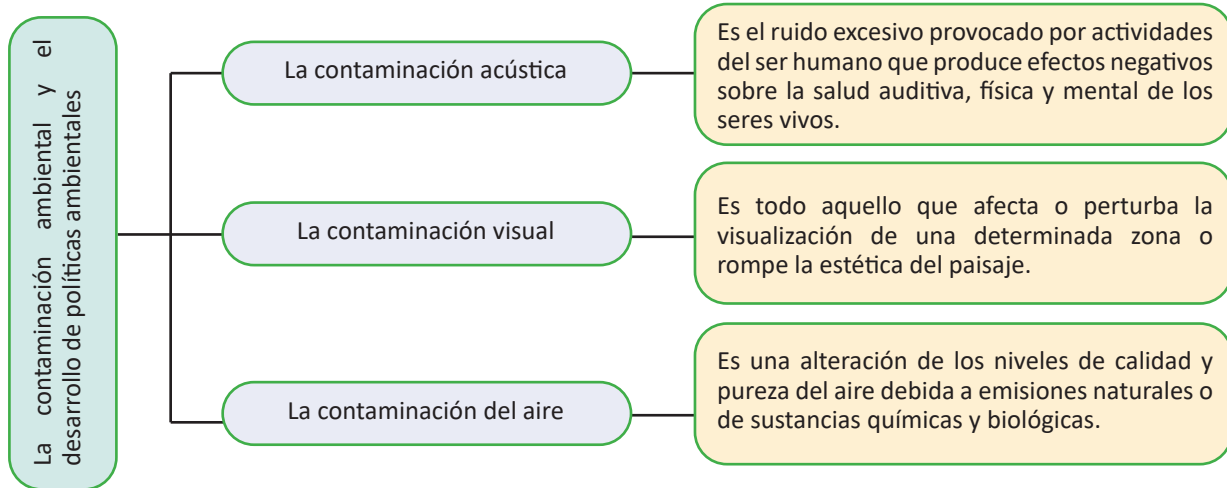 La contaminación ambiental y el
desarrollo de políticas ambientales
La contaminación acústica
Es el ruido excesivo provocado por actividades
del ser humano que produce efectos negativos
sobre la salud auditiva, física y mental de los
seres vivos.
La contaminación visual
Es todo aquello que afecta o perturba la
visualización de una determinada zona o
rompe la estética del paisaje.
La contaminación del aire
Es una alteración de los niveles de calidad y
pureza del aire debida a emisiones naturales o
de sustancias químicas y biológicas.